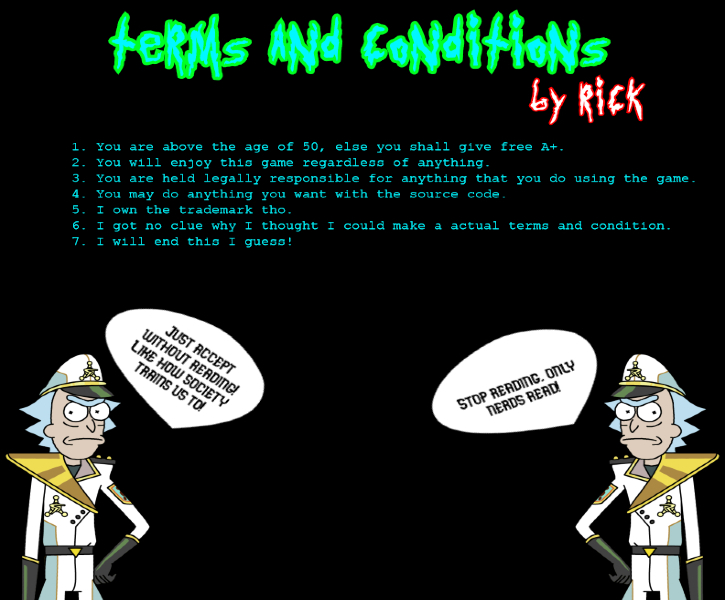 Terms and Conditions
by Rick
1. You are above the age of 50, else you shall give free A+.
2. You will enjoy this game regardless of anything.
3. You are held legally responsible for anything that you do using the game.
4. You may do anything you want with the source code.
5. I own the trademark tho.
6. I got no clue why I thought I could make a actual terms and condition.
7. I will end this I guess!
JUST ACCEPT
WITHOUT READING!
LIKE HOW SOCIETY
TRAINS US TO!
STOP READING. ONLY
NERDS READ!